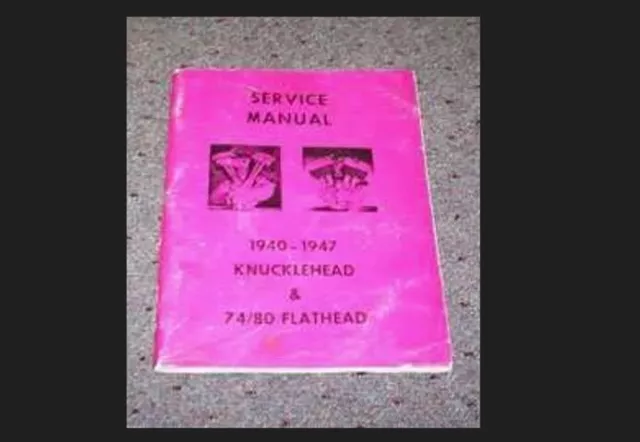 SERVICE
MANUAL
1940-1947
KNUCKLEHEAD
&
74/80 FLATHEAD